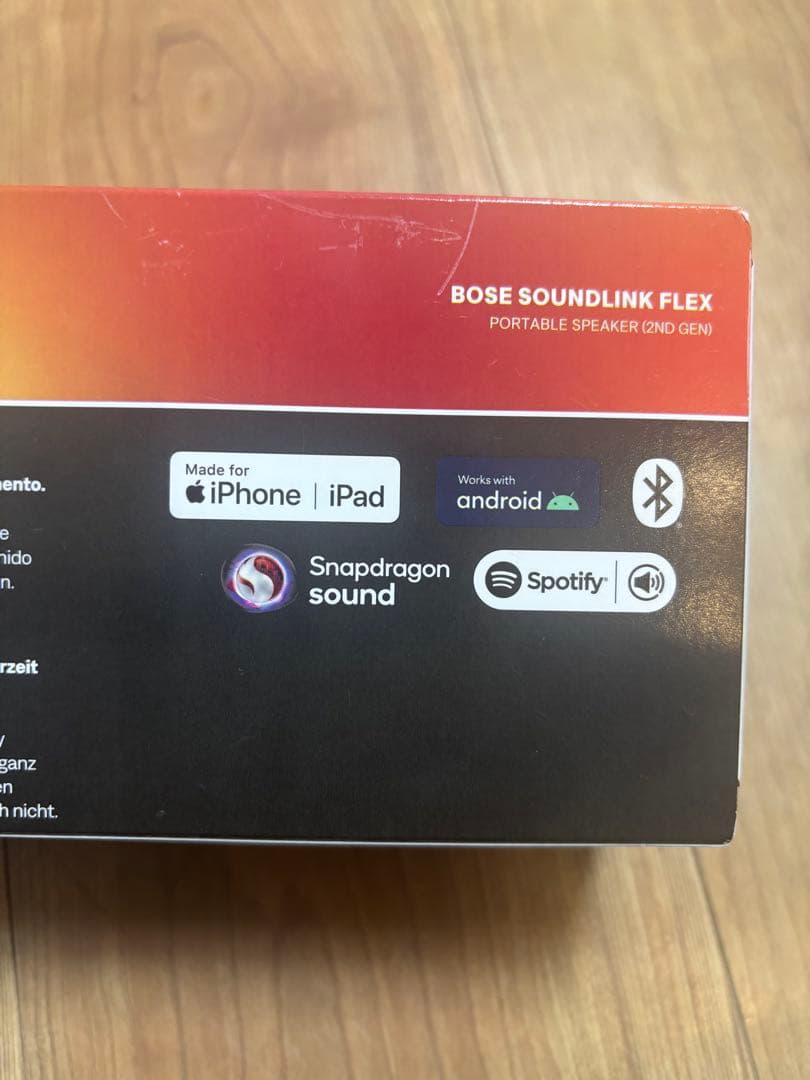 BOSE SOUNDLINK FLEX
PORTABLE SPEAKER (2ND GEN)
Made for
iPhone | iPad
Works with
android
Snapdragon
sound
Spotify
ento.
e
nido
n.
rzeit
y
ganz
en
h nicht.